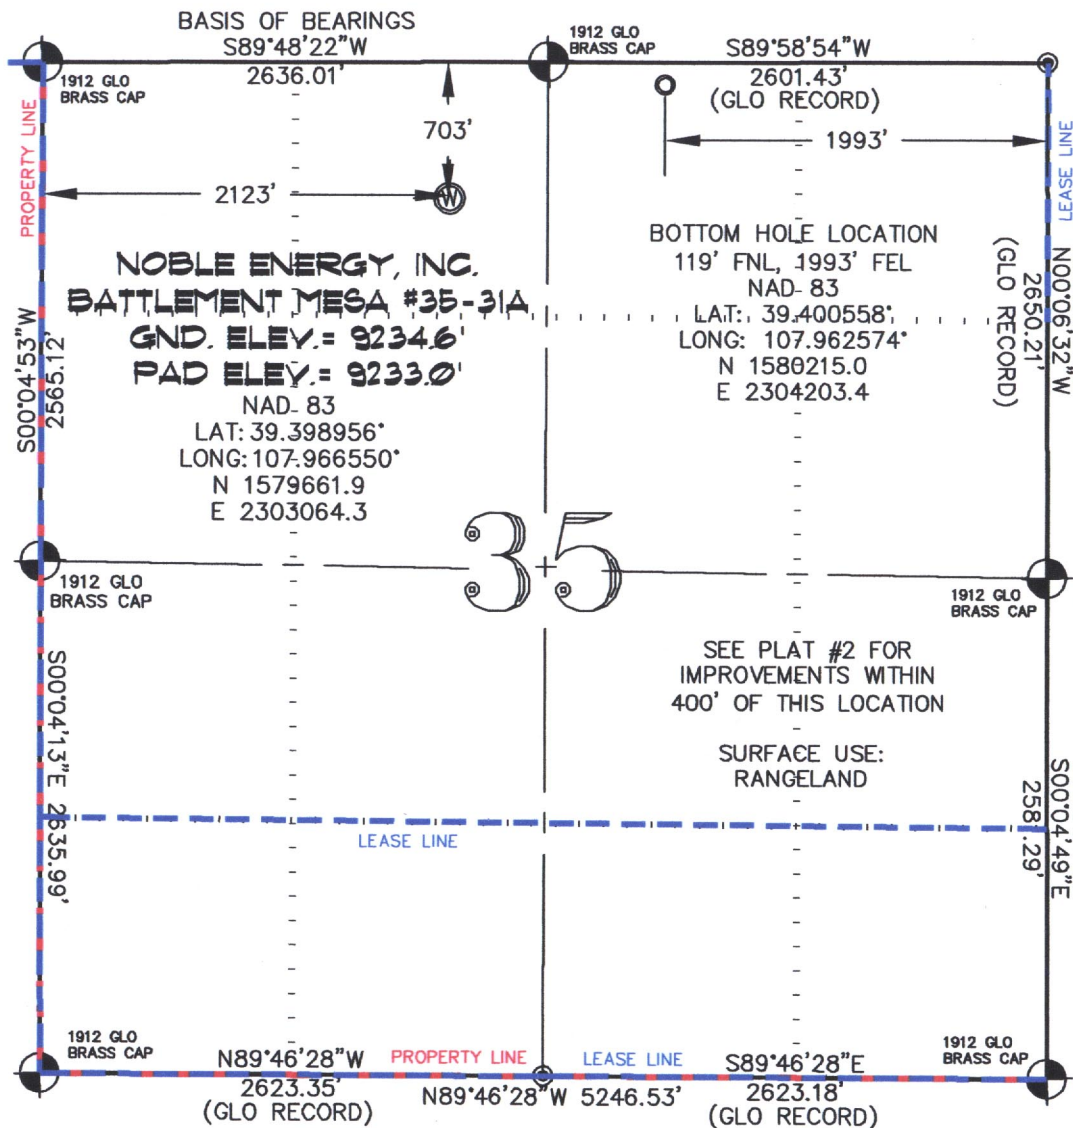 BASIS OF BEARINGS
S89°48'22"W
2636.01'
1912 GLO
BRASS CAP
1912 GLO
BRASS CAP
S89°58'54"W
2601.43'
(GLO RECORD)
703'
1993'
2123'
W
PROPERTY LINE
LEASE LINE
NOBLE ENERGY, INC.
BATTLEMENT MESA #35-31A
GND. ELEV.= 9234.6'
PAD ELEV.= 9233.0'
NAD 83
LAT: 39.398956°
LONG: 107.966550°
N 1579661.9
E 2303064.3
BOTTOM HOLE LOCATION
119' FNL, 1993' FEL
NAD 83
LAT: 39.400558°
LONG: 107.962574°
N 1580215.0
E 2304203.4
S00°04'53"W
2565.12'
N00°06'32"W
2650.21'
(GLO RECORD)
35
1912 GLO
BRASS CAP
1912 GLO
BRASS CAP
SEE PLAT #2 FOR
IMPROVEMENTS WITHIN
400' OF THIS LOCATION
SURFACE USE:
RANGELAND
S00°04'13"E 2635.99'
S00°04'49"E
2581.29'
LEASE LINE
1912 GLO
BRASS CAP
1912 GLO
BRASS CAP
N89°46'28"W
2623.35'
(GLO RECORD)
PROPERTY LINE
LEASE LINE
N89°46'28"W 5246.53'
S89°46'28"E
2623.18'
(GLO RECORD)